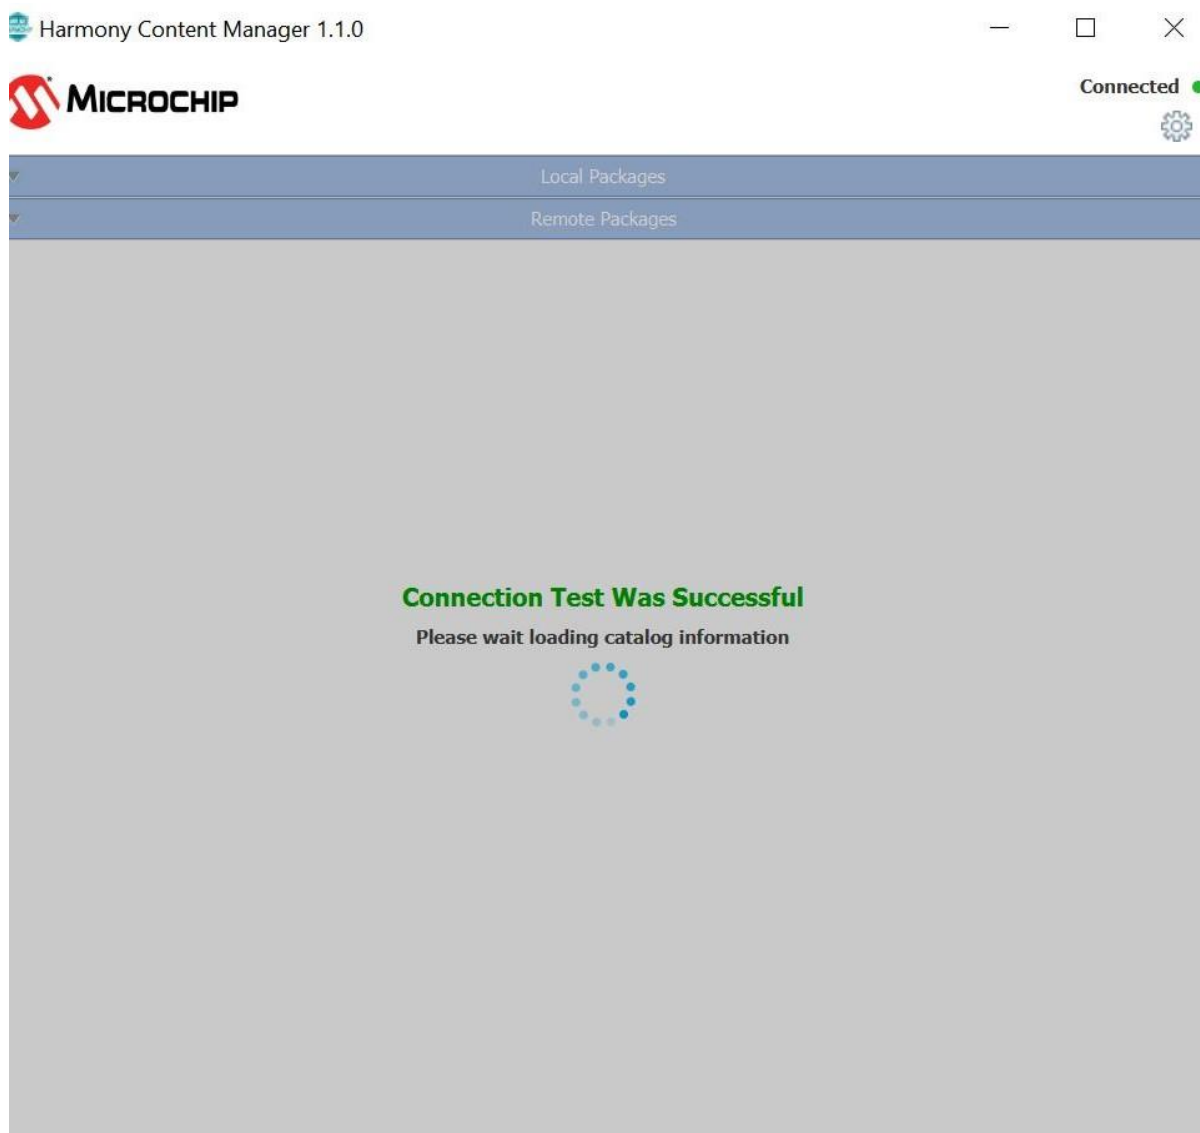 Harmony Content Manager 1.1.0
MICROCHIP
Connected
Local Packages
Remote Packages
Connection Test Was Successful
Please wait loading catalog information